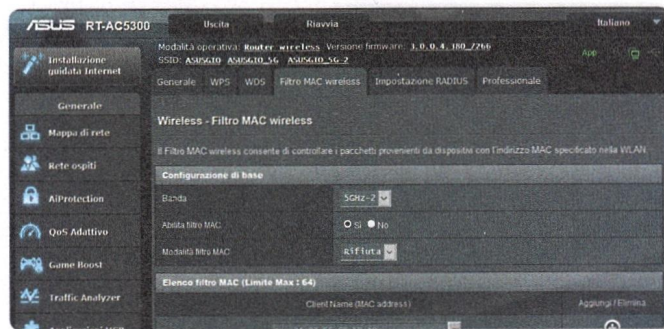 ASUS RT-AC5300 Uscita Riavvia Italiano
Modalità operativa: Router wireless Versione firmware: 3.0.0.4.380_7266
SSID: ASUSGIO ASUSGIO_5G ASUSGIO_5G-2
App
Generale WPS WDS Filtro MAC wireless Impostazione RADIUS Professionale
Installazione guidata Internet
Generale
Mappa di rete
Rete ospiti
AiProtection
QoS Adattivo
Game Boost
Traffic Analyzer
Wireless - Filtro MAC wireless
Il Filtro MAC wireless consente di controllare i pacchetti provenienti da dispositivi con l'indirizzo MAC specificato nella WLAN.
Configurazione di base
Banda 5GHz-2
Abilita filtro MAC Sì No
Modalità filtro MAC Rifiuta
Elenco filtro MAC (Limite Max : 64)
Client Name (MAC address) Aggiungi / Elimina